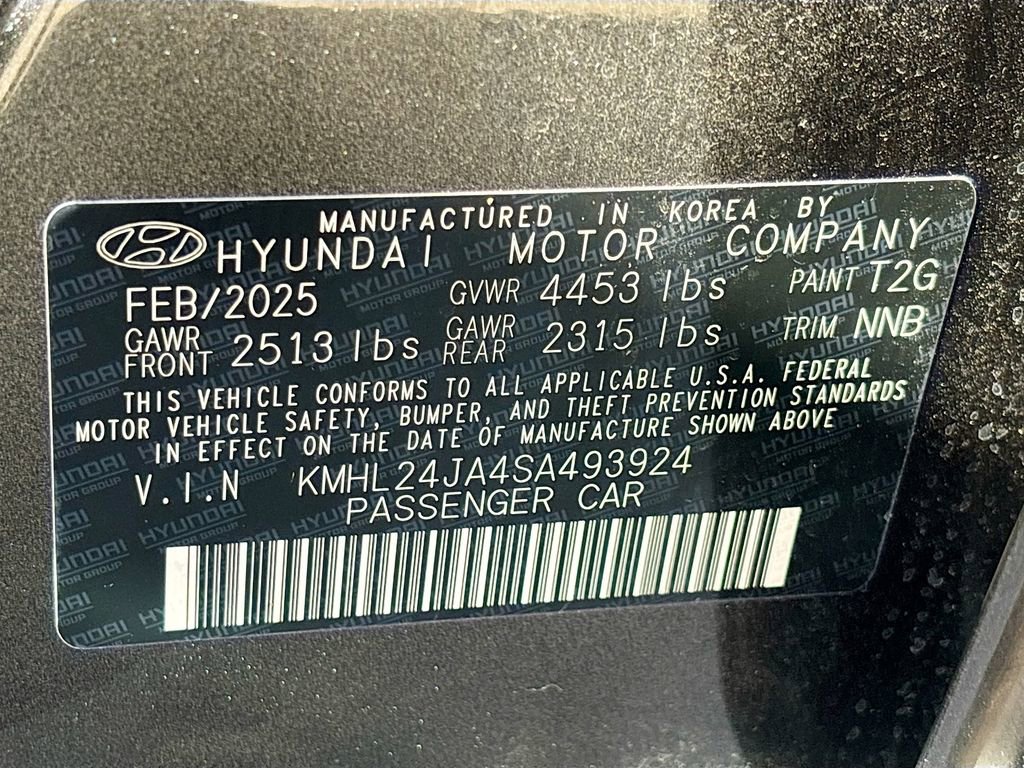 MANUFACTURED IN KOREA BY
HYUNDAI MOTOR COMPANY
FEB/2025 GVWR 4453 lbs PAINT T2G
GAWR FRONT 2513 lbs GAWR REAR 2315 lbs TRIM NNB
THIS VEHICLE CONFORMS TO ALL APPLICABLE U.S.A. FEDERAL
MOTOR VEHICLE SAFETY, BUMPER, AND THEFT PREVENTION STANDARDS
IN EFFECT ON THE DATE OF MANUFACTURE SHOWN ABOVE
V.I.N KMHL24JA4SA493924
PASSENGER CAR